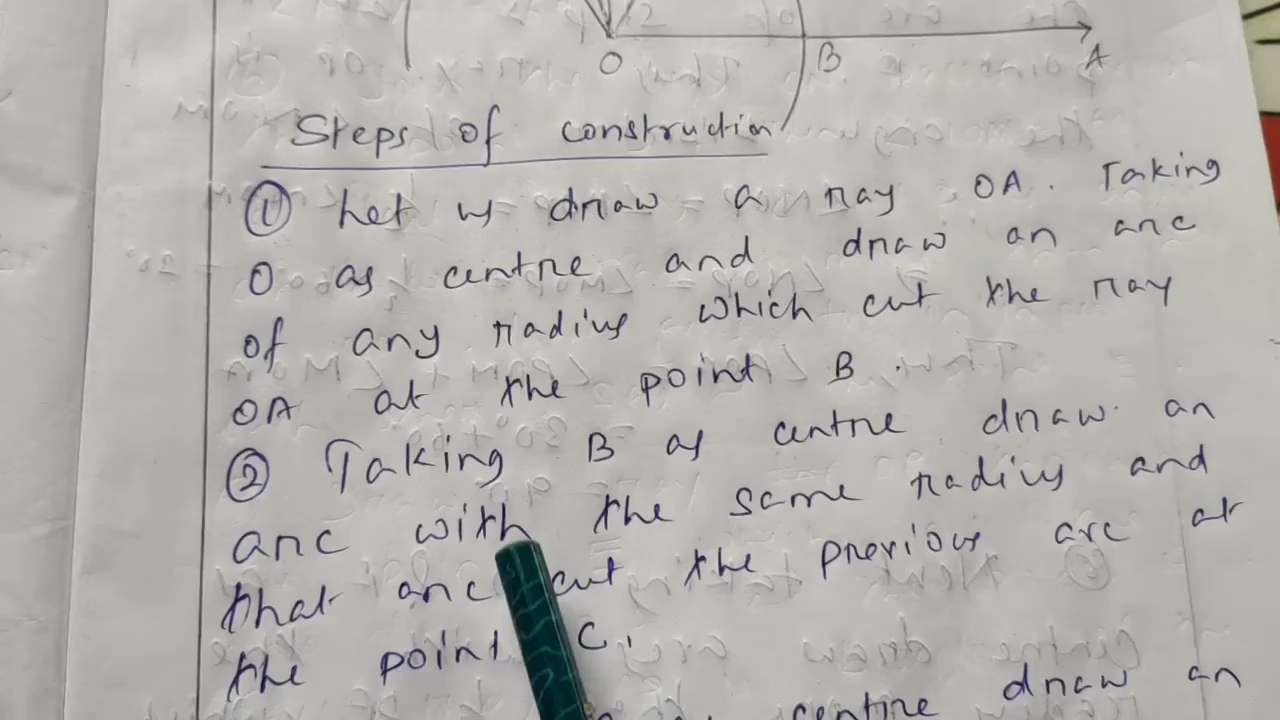 2
O
B
A
Steps of construction
① Let us draw a ray OA. Taking
O as centre and draw an arc
of any radius which cut the ray
OA at the point B.
② Taking B as centre draw an
arc with the same radius and
that arc cut the previous arc at
the point C.
centre draw an